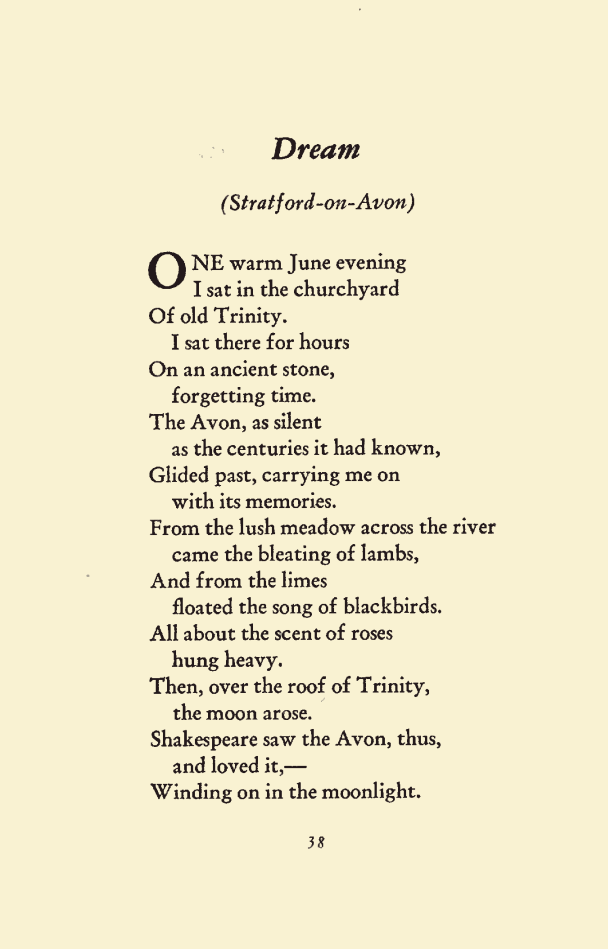 Dream
(Stratford-on-Avon)
ONE warm June evening
I sat in the churchyard
Of old Trinity.
I sat there for hours
On an ancient stone,
forgetting time.
The Avon, as silent
as the centuries it had known,
Glided past, carrying me on
with its memories.
From the lush meadow across the river
came the bleating of lambs,
And from the limes
floated the song of blackbirds.
All about the scent of roses
hung heavy.
Then, over the roof of Trinity,
the moon arose.
Shakespeare saw the Avon, thus,
and loved it,—
Winding on in the moonlight.
38